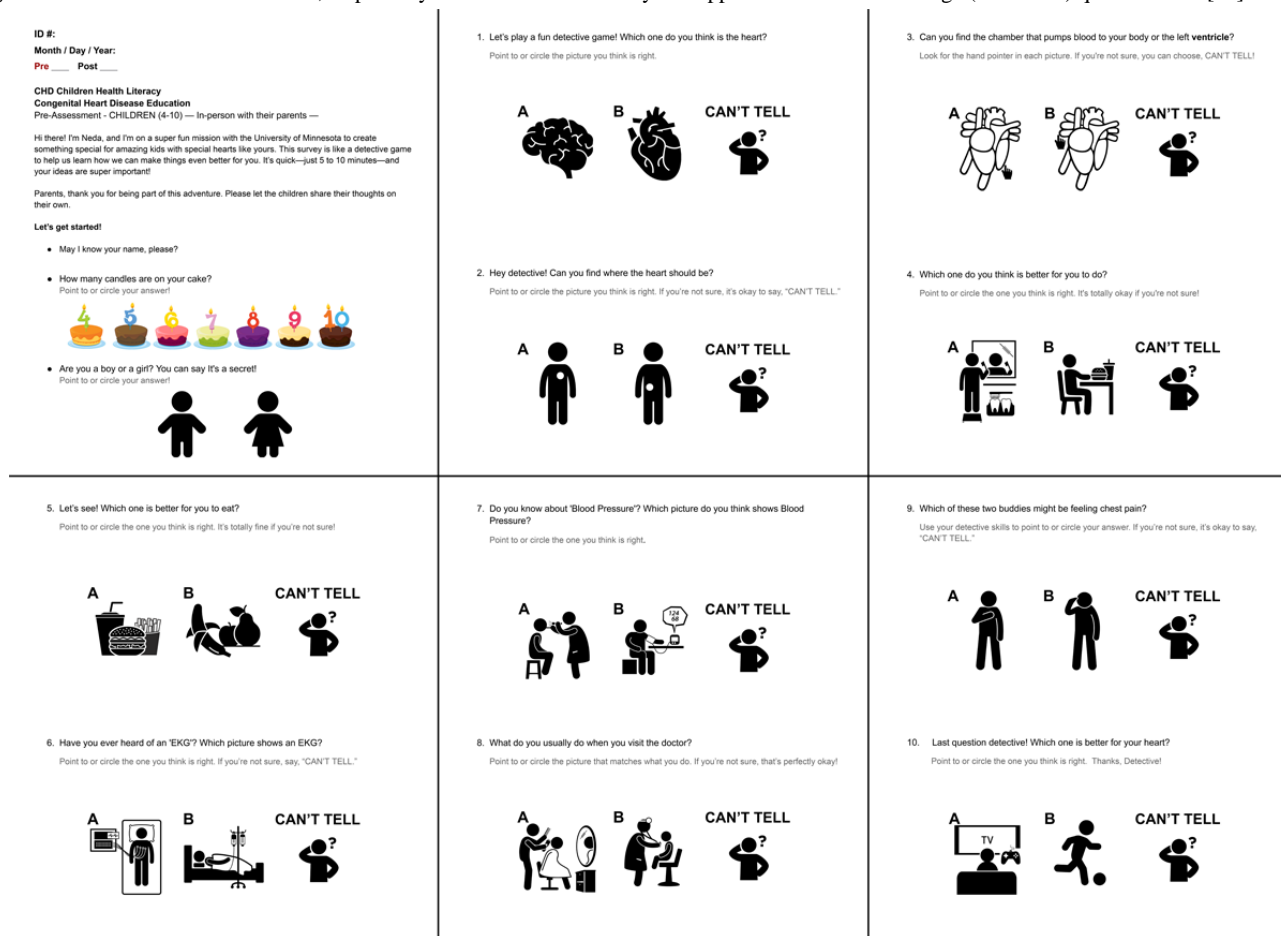 ID #:
Month / Day / Year:
Pre ____ Post ____
CHD Children Health Literacy
Congenital Heart Disease Education
Pre-Assessment - CHILDREN (4-10) — In-person with their parents —
Hi there! I'm Neda, and I'm on a super fun mission with the University of Minnesota to create
something special for amazing kids with special hearts like yours. This survey is like a detective game
to help us learn how we can make things even better for you. It's quick—just 5 to 10 minutes—and
your ideas are super important!
Parents, thank you for being part of this adventure. Please let the children share their thoughts on
their own.
Let's get started!
● May I know your name, please?
● How many candles are on your cake?
Point to or circle your answer!
4 5 6 7 8 9 10
● Are you a boy or a girl? You can say It's a secret!
Point to or circle your answer!
1. Let's play a fun detective game! Which one do you think is the heart?
Point to or circle the picture you think is right.
A B CAN'T TELL
?
2. Hey detective! Can you find where the heart should be?
Point to or circle the picture you think is right. If you're not sure, it's okay to say, "CAN'T TELL."
A B CAN'T TELL
?
3. Can you find the chamber that pumps blood to your body or the left ventricle?
Look for the hand pointer in each picture. If you're not sure, you can choose, CAN'T TELL!
A B CAN'T TELL
?
4. Which one do you think is better for you to do?
Point to or circle the one you think is right. It's totally okay if you're not sure!
A B CAN'T TELL
?
5. Let's see! Which one is better for you to eat?
Point to or circle the one you think is right. It's totally fine if you're not sure!
A B CAN'T TELL
?
6. Have you ever heard of an 'EKG'? Which picture shows an EKG?
Point to or circle the one you think is right. If you're not sure, say, "CAN'T TELL."
A B CAN'T TELL
?
7. Do you know about 'Blood Pressure'? Which picture do you think shows Blood
Pressure?
Point to or circle the one you think is right.
A B CAN'T TELL
124
68
?
8. What do you usually do when you visit the doctor?
Point to or circle the picture that matches what you do. If you're not sure, that's perfectly okay!
A B CAN'T TELL
?
9. Which of these two buddies might be feeling chest pain?
Use your detective skills to point to or circle your answer. If you're not sure, it's okay to say,
"CAN'T TELL."
A B CAN'T TELL
?
10. Last question detective! Which one is better for your heart?
Point to or circle the one you think is right. Thanks, Detective!
A B CAN'T TELL
TV
?